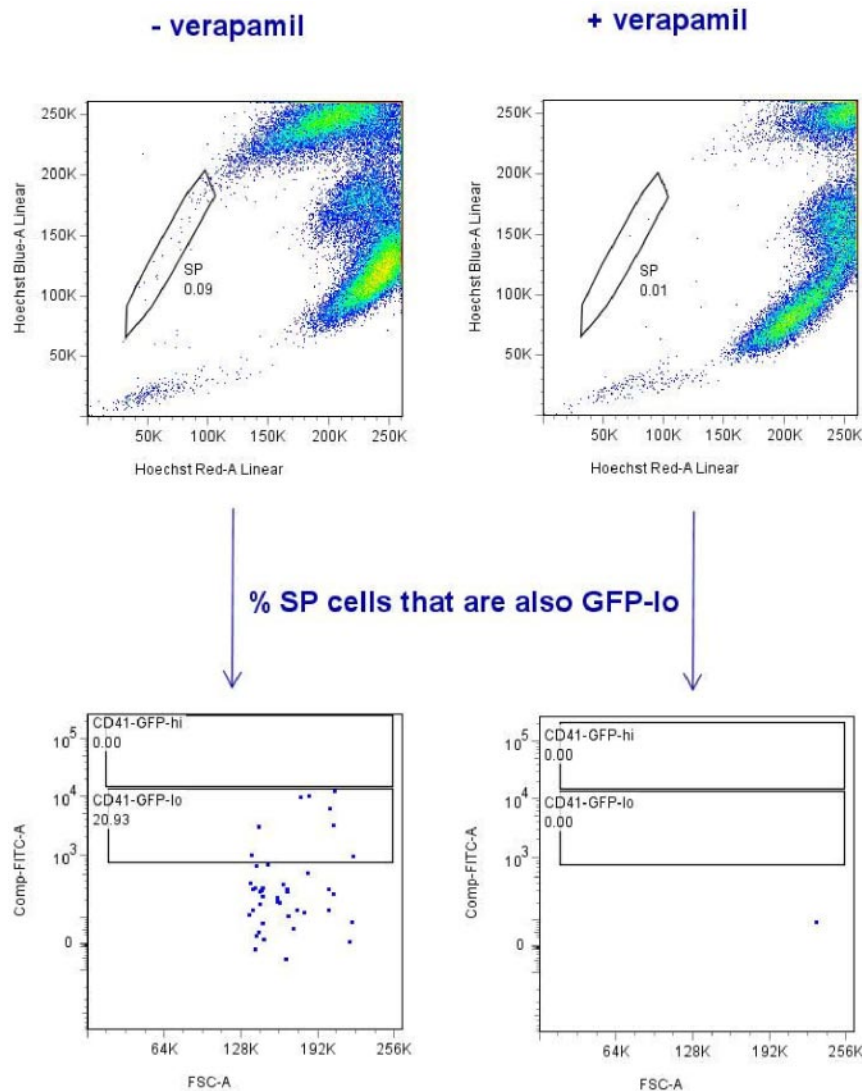 - verapamil
+ verapamil
250K
200K
150K
100K
50K
Hoechst Blue-A Linear
SP
0.09
50K
100K
150K
200K
250K
Hoechst Red-A Linear
250K
200K
150K
100K
50K
Hoechst Blue-A Linear
SP
0.01
50K
100K
150K
200K
250K
Hoechst Red-A Linear
% SP cells that are also GFP-lo
CD41-GFP-hi
0.00
CD41-GFP-lo
20.93
10^5
10^4
10^3
0
Comp-FITC-A
64K
128K
192K
256K
FSC-A
CD41-GFP-hi
0.00
CD41-GFP-lo
0.00
10^5
10^4
10^3
0
Comp-FITC-A
64K
128K
192K
256K
FSC-A